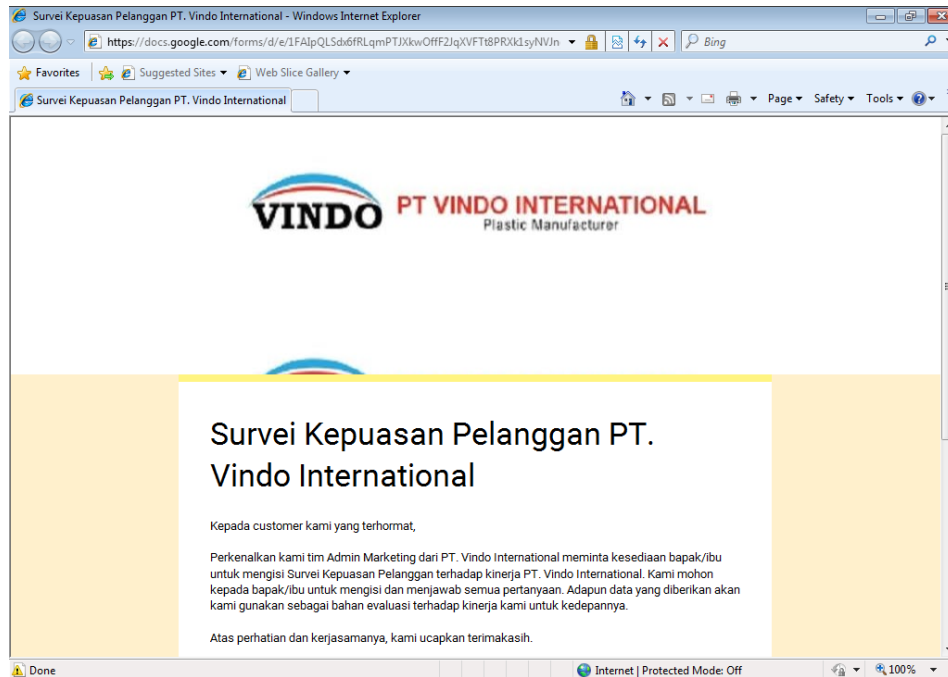 Survei Kepuasan Pelanggan PT. Vindo International - Windows Internet Explorer
https://docs.google.com/forms/d/e/1FAIpQLSdx6fRLqmPTJXkwOffF2JqXVFTt8PRXk1syNVJn
Bing
Favorites Suggested Sites Web Slice Gallery
Survei Kepuasan Pelanggan PT. Vindo International
Page Safety Tools
VINDO PT VINDO INTERNATIONAL
Plastic Manufacturer
Survei Kepuasan Pelanggan PT.
Vindo International
Kepada customer kami yang terhormat,
Perkenalkan kami tim Admin Marketing dari PT. Vindo International meminta kesediaan bapak/ibu
untuk mengisi Survei Kepuasan Pelanggan terhadap kinerja PT. Vindo International. Kami mohon
kepada bapak/ibu untuk mengisi dan menjawab semua pertanyaan. Adapun data yang diberikan akan
kami gunakan sebagai bahan evaluasi terhadap kinerja kami untuk kedepannya.
Atas perhatian dan kerjasamanya, kami ucapkan terimakasih.
Done Internet | Protected Mode: Off 100%